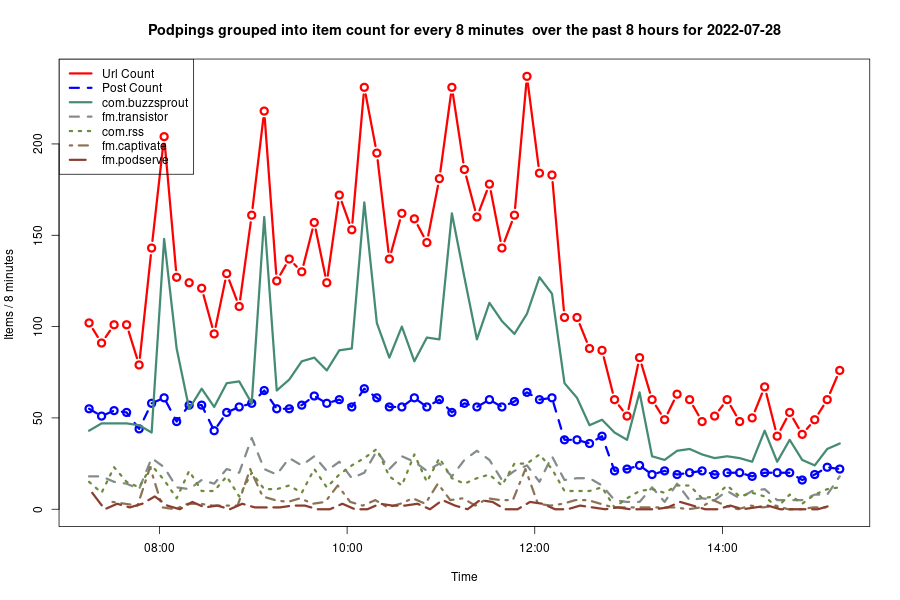 Podpings grouped into item count for every 8 minutes  over the past 8 hours for 2022-07-28
Url Count
Post Count
com.buzzsprout
fm.transistor
com.rss
fm.captivate
fm.podserve
Items / 8 minutes
200
150
100
50
0
08:00
10:00
12:00
14:00
Time